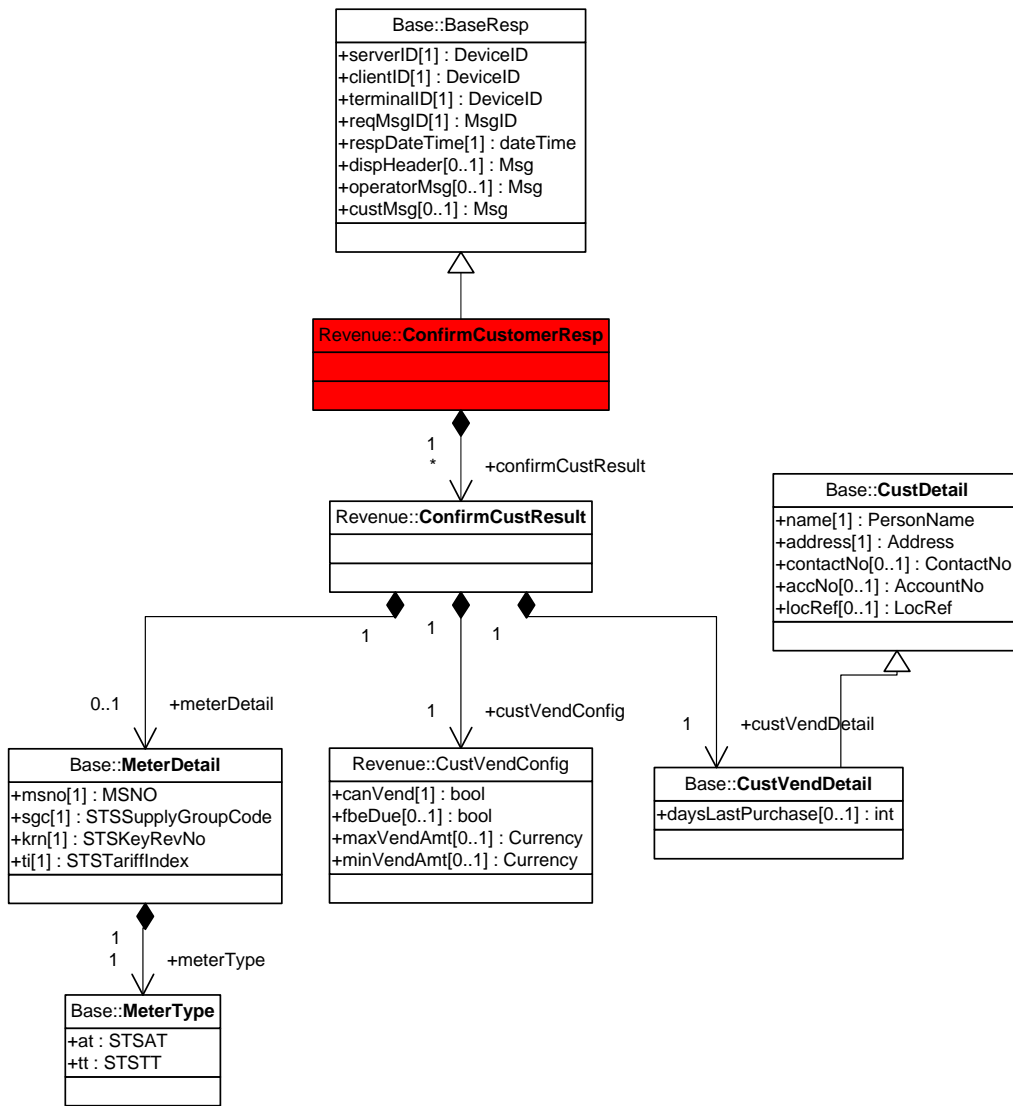 Base::BaseResp
+serverID[1] : DeviceID
+clientID[1] : DeviceID
+terminalID[1] : DeviceID
+reqMsgID[1] : MsgID
+respDateTime[1] : dateTime
+dispHeader[0..1] : Msg
+operatorMsg[0..1] : Msg
+custMsg[0..1] : Msg
Revenue::ConfirmCustomerResp
1
*
+confirmCustResult
Revenue::ConfirmCustResult
Base::CustDetail
+name[1] : PersonName
+address[1] : Address
+contactNo[0..1] : ContactNo
+accNo[0..1] : AccountNo
+locRef[0..1] : LocRef
1
1
1
0..1
+meterDetail
1
+custVendConfig
1
+custVendDetail
Base::MeterDetail
+msno[1] : MSNO
+sgc[1] : STSSupplyGroupCode
+krn[1] : STSKeyRevNo
+ti[1] : STSTariffIndex
Revenue::CustVendConfig
+canVend[1] : bool
+fbeDue[0..1] : bool
+maxVendAmt[0..1] : Currency
+minVendAmt[0..1] : Currency
Base::CustVendDetail
+daysLastPurchase[0..1] : int
1
1
+meterType
Base::MeterType
+at : STSAT
+tt : STSTT